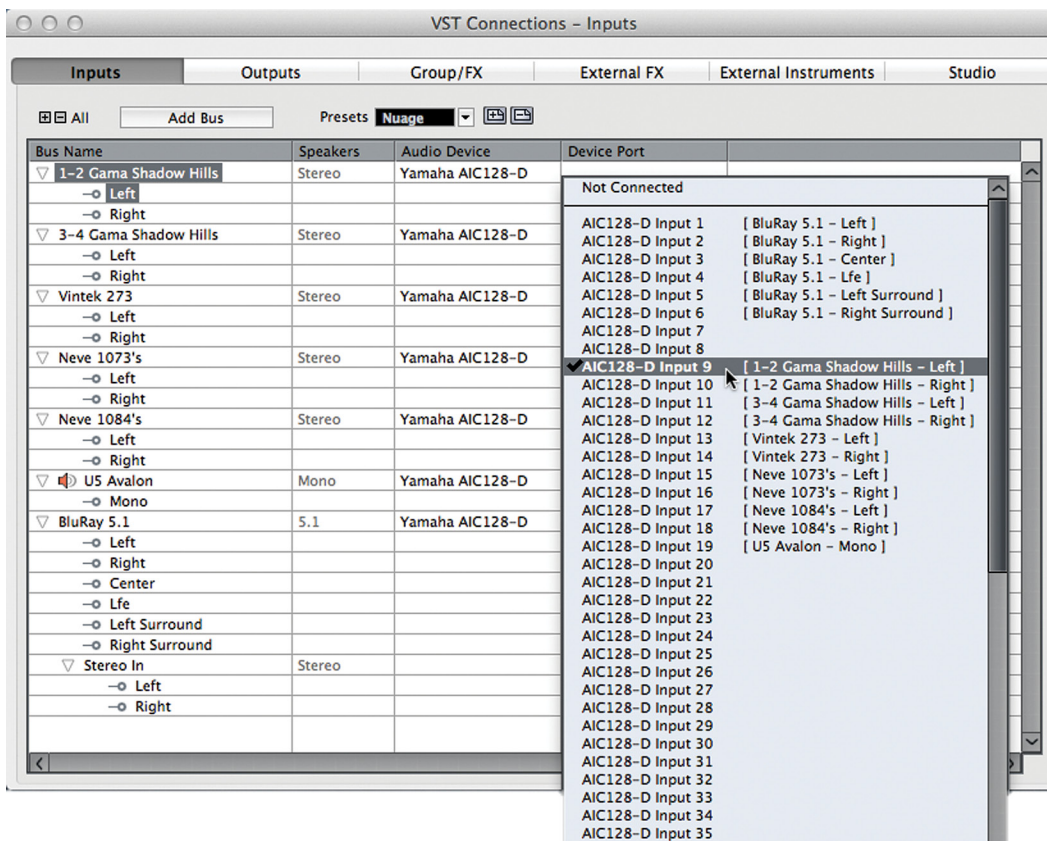 VST Connections – Inputs
Inputs Outputs Group/FX External FX External Instruments Studio
All Add Bus Presets Nuage
Bus Name Speakers Audio Device Device Port
1–2 Gama Shadow Hills Stereo Yamaha AIC128–D
Left
Right
3–4 Gama Shadow Hills Stereo Yamaha AIC128–D
Left
Right
Vintek 273 Stereo Yamaha AIC128–D
Left
Right
Neve 1073's Stereo Yamaha AIC128–D
Left
Right
Neve 1084's Stereo Yamaha AIC128–D
Left
Right
U5 Avalon Mono Yamaha AIC128–D
Mono
BluRay 5.1 5.1 Yamaha AIC128–D
Left
Right
Center
Lfe
Left Surround
Right Surround
Stereo In Stereo
Left
Right
Not Connected
AIC128–D Input 1 [ BluRay 5.1 – Left ]
AIC128–D Input 2 [ BluRay 5.1 – Right ]
AIC128–D Input 3 [ BluRay 5.1 – Center ]
AIC128–D Input 4 [ BluRay 5.1 – Lfe ]
AIC128–D Input 5 [ BluRay 5.1 – Left Surround ]
AIC128–D Input 6 [ BluRay 5.1 – Right Surround ]
AIC128–D Input 7
AIC128–D Input 8
AIC128–D Input 9 [ 1–2 Gama Shadow Hills – Left ]
AIC128–D Input 10 [ 1–2 Gama Shadow Hills – Right ]
AIC128–D Input 11 [ 3–4 Gama Shadow Hills – Left ]
AIC128–D Input 12 [ 3–4 Gama Shadow Hills – Right ]
AIC128–D Input 13 [ Vintek 273 – Left ]
AIC128–D Input 14 [ Vintek 273 – Right ]
AIC128–D Input 15 [ Neve 1073's – Left ]
AIC128–D Input 16 [ Neve 1073's – Right ]
AIC128–D Input 17 [ Neve 1084's – Left ]
AIC128–D Input 18 [ Neve 1084's – Right ]
AIC128–D Input 19 [ U5 Avalon – Mono ]
AIC128–D Input 20
AIC128–D Input 21
AIC128–D Input 22
AIC128–D Input 23
AIC128–D Input 24
AIC128–D Input 25
AIC128–D Input 26
AIC128–D Input 27
AIC128–D Input 28
AIC128–D Input 29
AIC128–D Input 30
AIC128–D Input 31
AIC128–D Input 32
AIC128–D Input 33
AIC128–D Input 34
AIC128–D Input 35